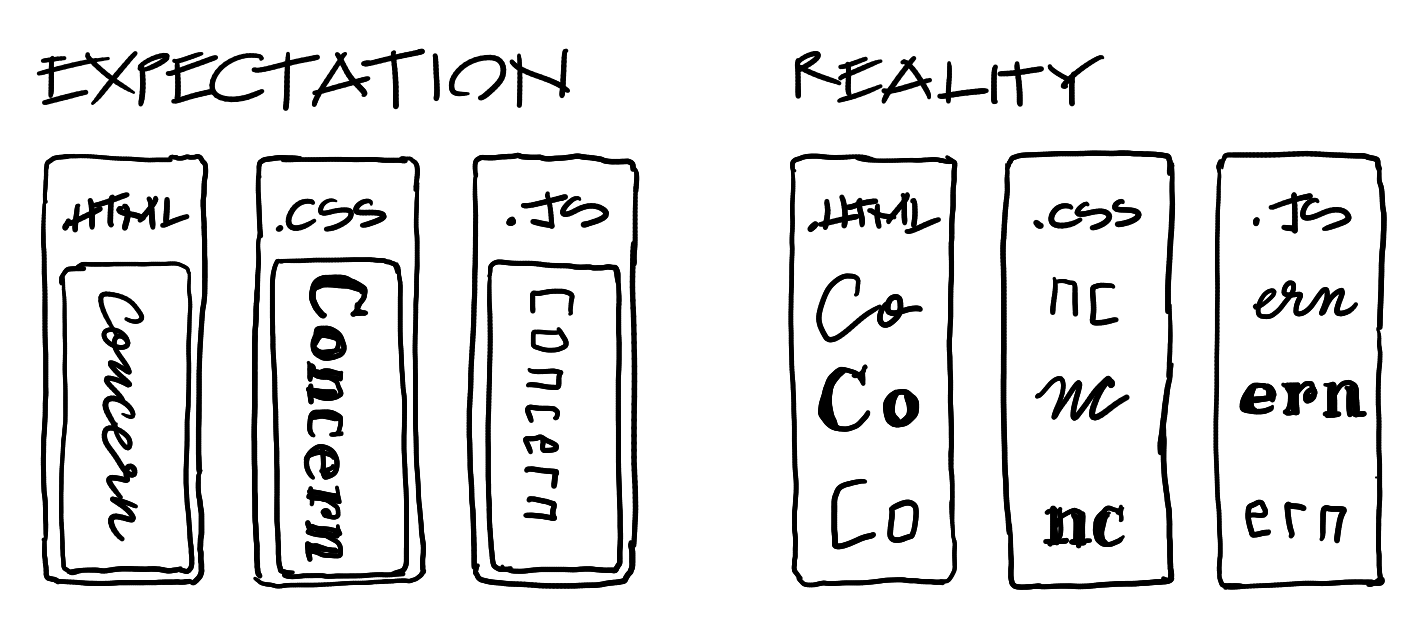 EXPECTATION
REALITY
.HTML
.CSS
.JS
Concern
Concern
Concern
.HTML
.CSS
.JS
Co
nc
ern
Co
nc
ern
Co
nc
ern